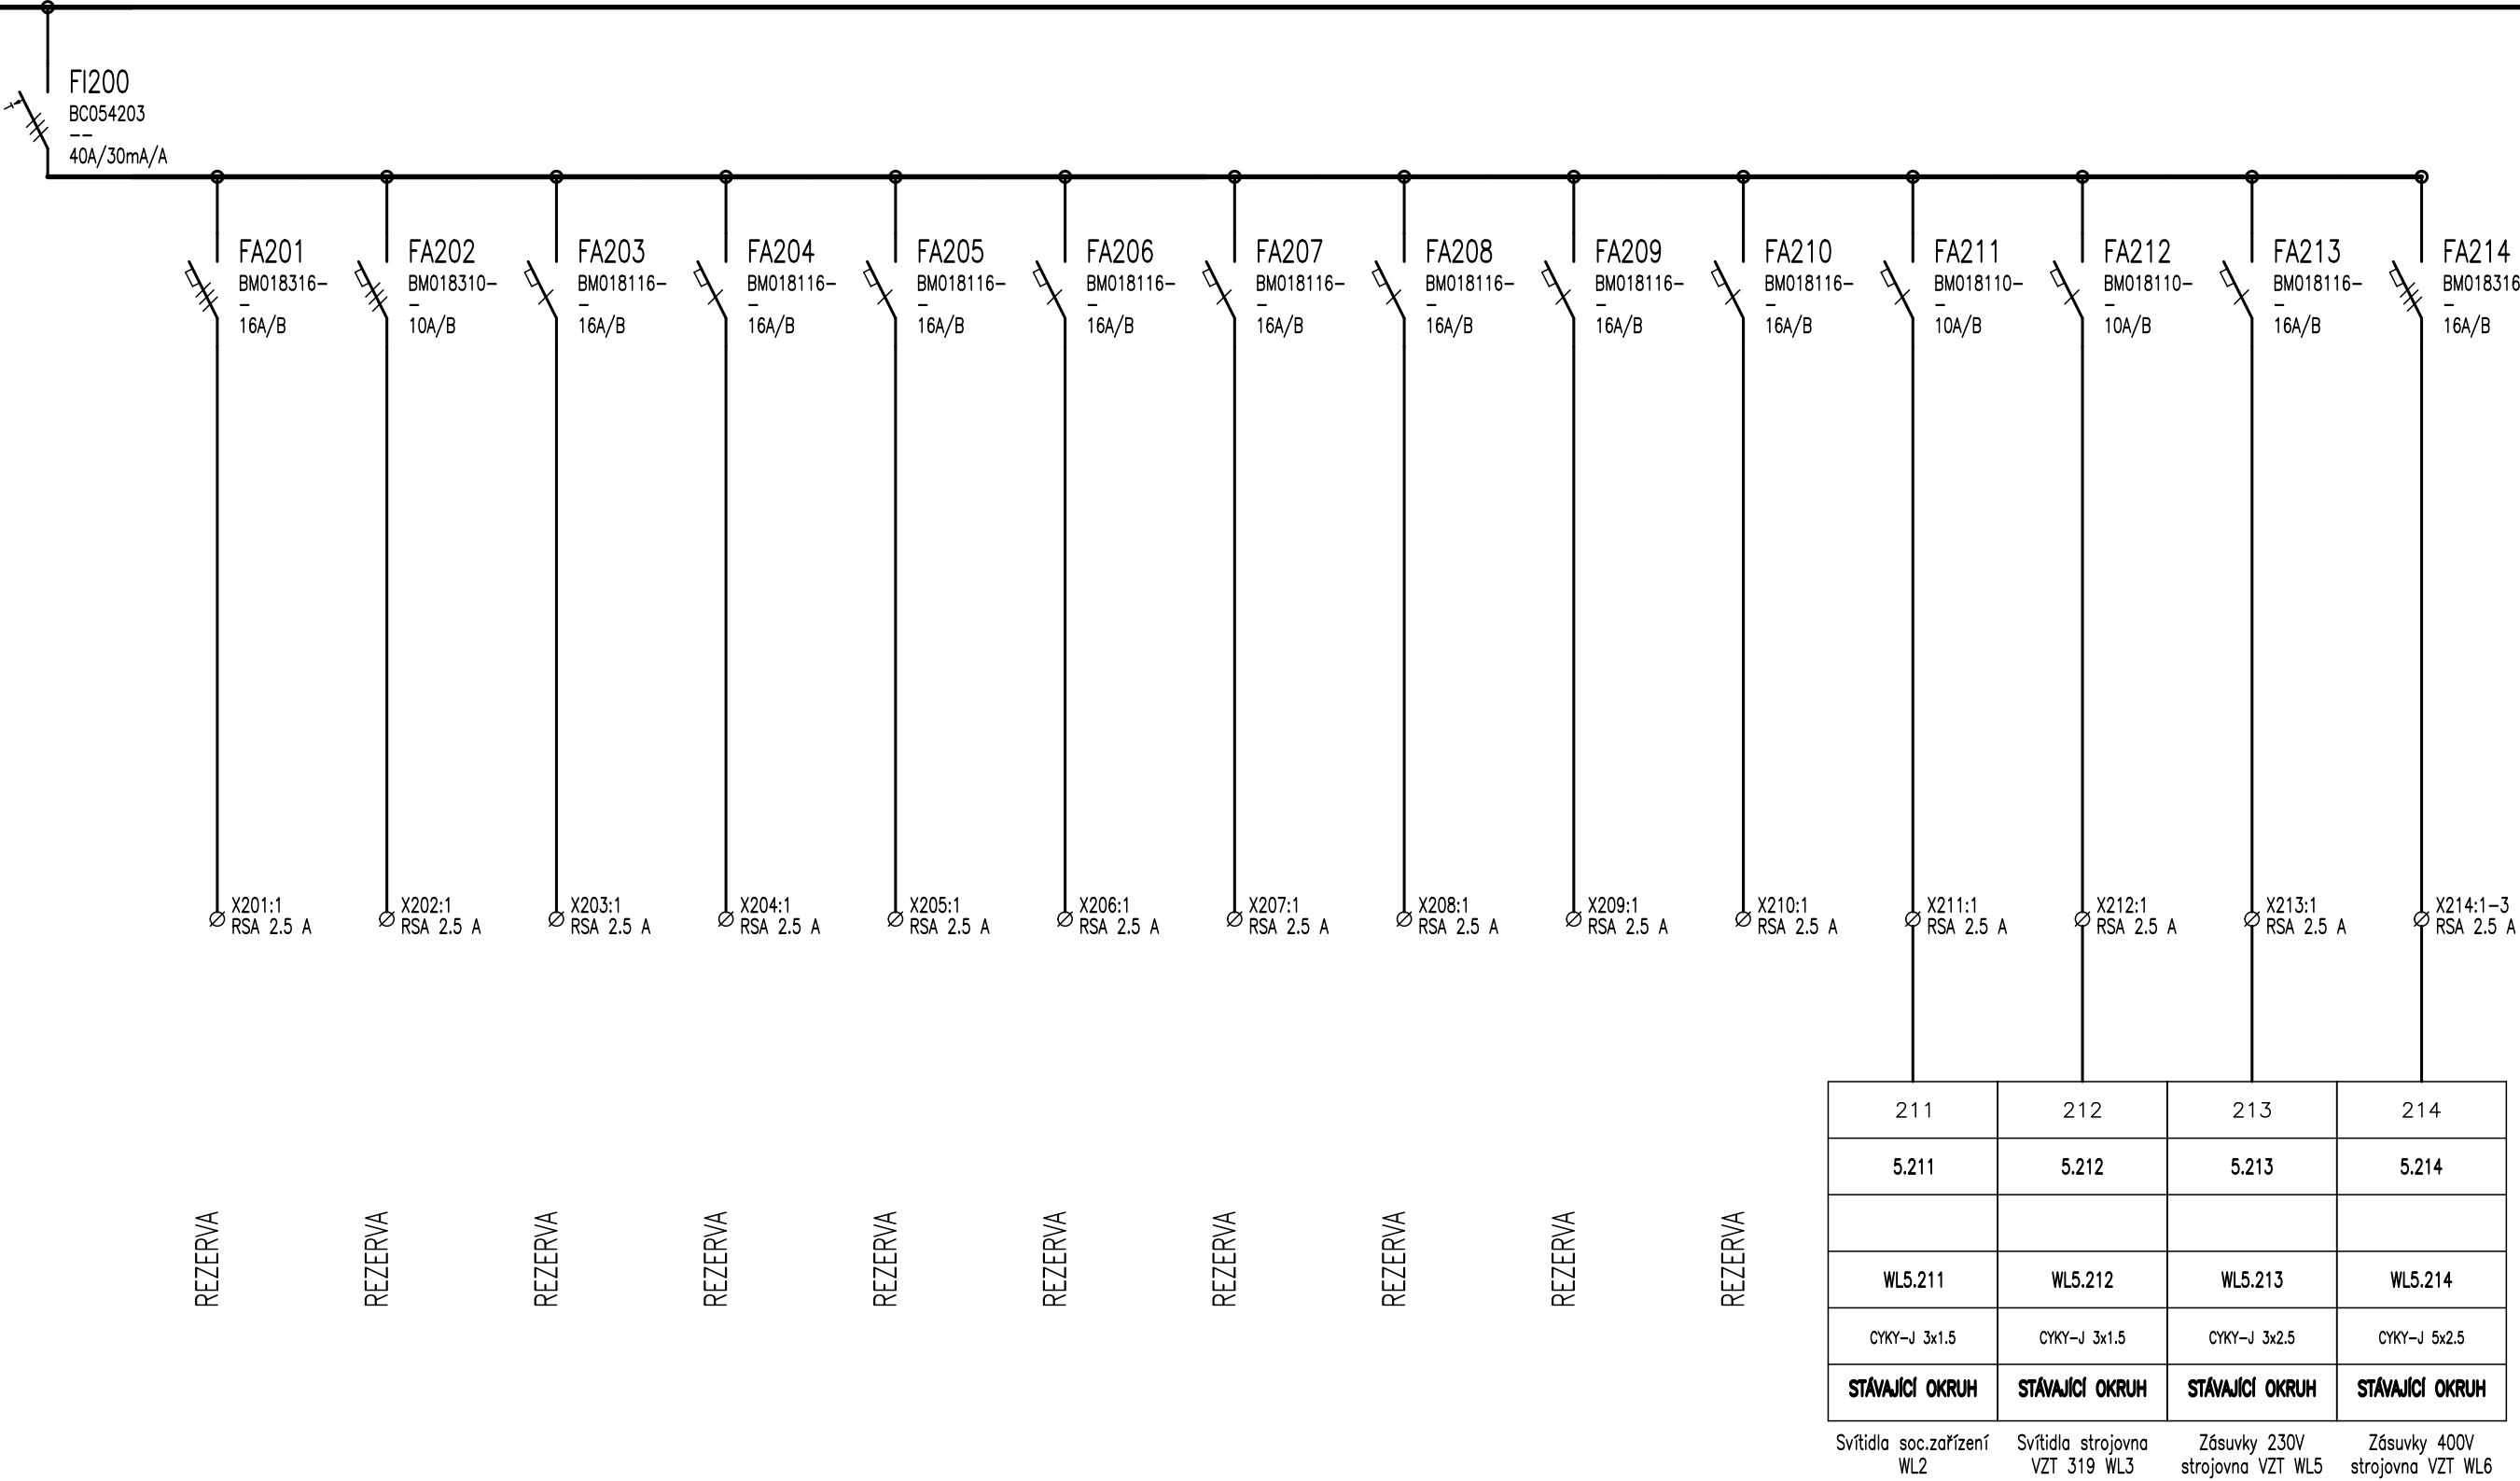 FI200
BC054203
--
40A/30mA/A
FA201
BM018316-
-
16A/B
FA202
BM018310-
-
10A/B
FA203
BM018116-
-
16A/B
FA204
BM018116-
-
16A/B
FA205
BM018116-
-
16A/B
FA206
BM018116-
-
16A/B
FA207
BM018116-
-
16A/B
FA208
BM018116-
-
16A/B
FA209
BM018116-
-
16A/B
FA210
BM018116-
-
16A/B
FA211
BM018110-
-
10A/B
FA212
BM018110-
-
10A/B
FA213
BM018116-
-
16A/B
FA214
BM018316
-
16A/B
X201:1
RSA 2.5 A
X202:1
RSA 2.5 A
X203:1
RSA 2.5 A
X204:1
RSA 2.5 A
X205:1
RSA 2.5 A
X206:1
RSA 2.5 A
X207:1
RSA 2.5 A
X208:1
RSA 2.5 A
X209:1
RSA 2.5 A
X210:1
RSA 2.5 A
X211:1
RSA 2.5 A
X212:1
RSA 2.5 A
X213:1
RSA 2.5 A
X214:1-3
RSA 2.5 A
REZERVA
REZERVA
REZERVA
REZERVA
REZERVA
REZERVA
REZERVA
REZERVA
REZERVA
REZERVA
211 212 213 214
5.211 5.212 5.213 5.214
WL5.211 WL5.212 WL5.213 WL5.214
CYKY-J 3x1.5 CYKY-J 3x1.5 CYKY-J 3x2.5 CYKY-J 5x2.5
STÁVAJÍCÍ OKRUH STÁVAJÍCÍ OKRUH STÁVAJÍCÍ OKRUH STÁVAJÍCÍ OKRUH
Svítidla soc.zařízení
WL2
Svítidla strojovna
VZT 319 WL3
Zásuvky 230V
strojovna VZT WL5
Zásuvky 400V
strojovna VZT WL6